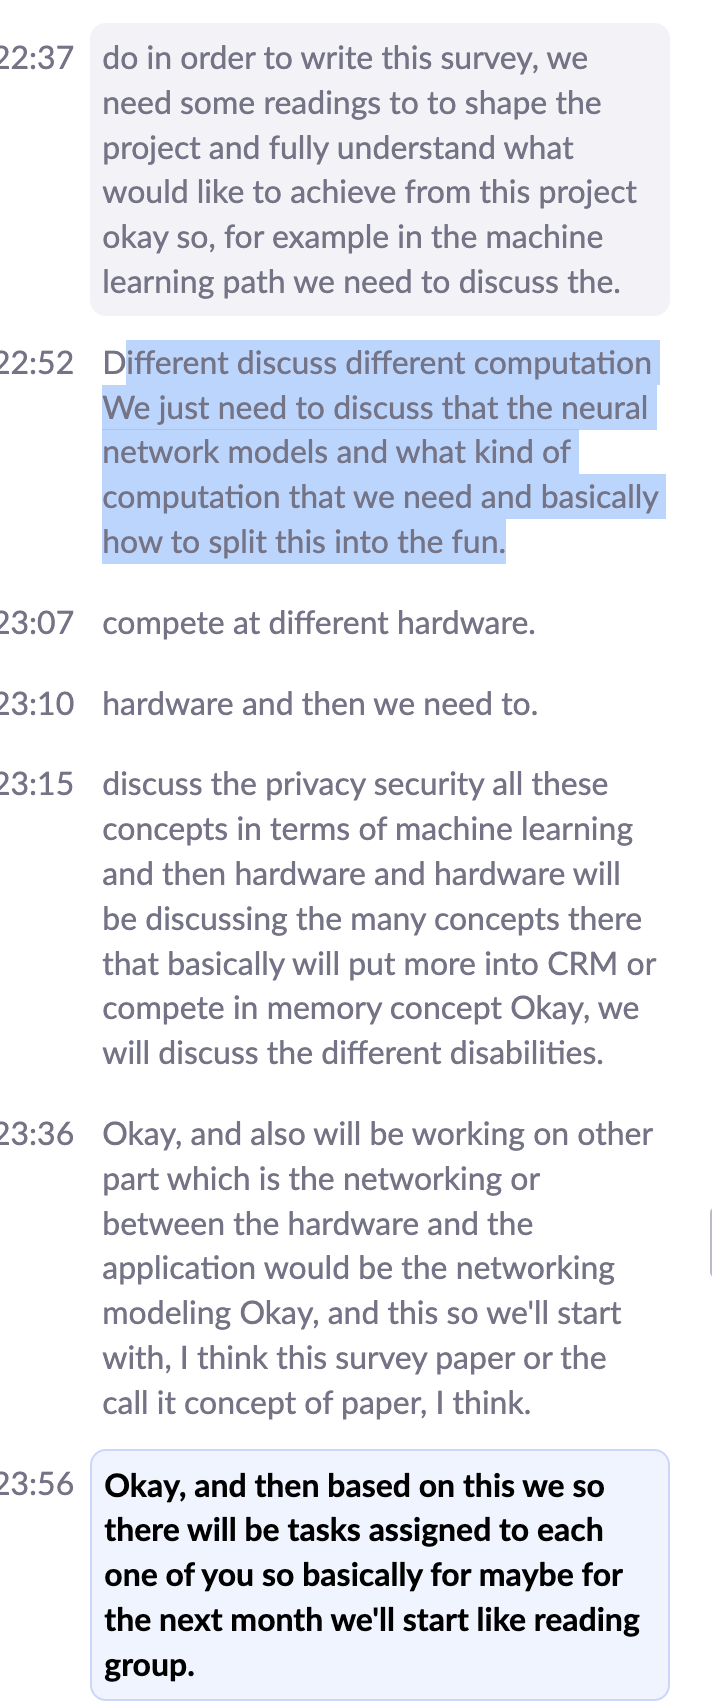 22:37
do in order to write this survey, we
need some readings to to shape the
project and fully understand what
would like to achieve from this project
okay so, for example in the machine
learning path we need to discuss the.
22:52
Different discuss different computation
We just need to discuss that the neural
network models and what kind of
computation that we need and basically
how to split this into the fun.
23:07
compete at different hardware.
23:10
hardware and then we need to.
23:15
discuss the privacy security all these
concepts in terms of machine learning
and then hardware and hardware will
be discussing the many concepts there
that basically will put more into CRM or
compete in memory concept Okay, we
will discuss the different disabilities.
23:36
Okay, and also will be working on other
part which is the networking or
between the hardware and the
application would be the networking
modeling Okay, and this so we'll start
with, I think this survey paper or the
call it concept of paper, I think.
23:56
Okay, and then based on this we so
there will be tasks assigned to each
one of you so basically for maybe for
the next month we'll start like reading
group.